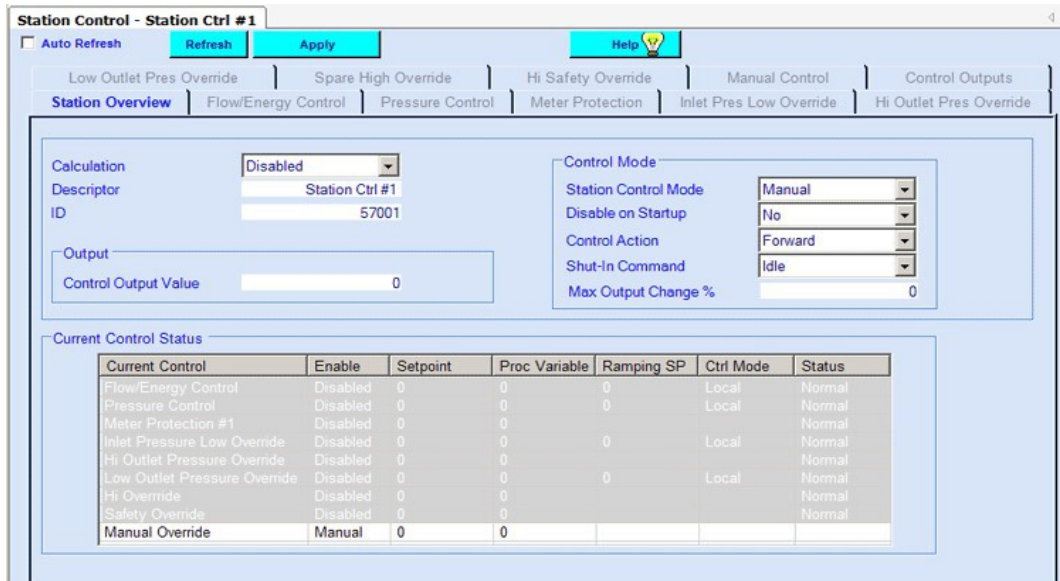 Station Control - Station Ctrl #1
Auto Refresh Refresh Apply Help
Low Outlet Pres Override Spare High Override Hi Safety Override Manual Control Control Outputs
Station Overview Flow/Energy Control Pressure Control Meter Protection Inlet Pres Low Override Hi Outlet Pres Override
Calculation Disabled
Descriptor Station Ctrl #1
ID 57001
Output
Control Output Value 0
Control Mode
Station Control Mode Manual
Disable on Startup No
Control Action Forward
Shut-In Command Idle
Max Output Change % 0
Current Control Status
Current Control Enable Setpoint Proc Variable Ramping SP Ctrl Mode Status
Flow/Energy Control Disabled 0 0 0 Local Normal
Pressure Control Disabled 0 0 0 Local Normal
Meter Protection #1 Disabled 0 0 Normal
Inlet Pressure Low Override Disabled 0 0 0 Local Normal
Hi Outlet Pressure Override Disabled 0 0 Normal
Low Outlet Pressure Override Disabled 0 0 0 Local Normal
Hi Overrride Disabled 0 0 Normal
Safety Override Disabled 0 0 Normal
Manual Override Manual 0 0